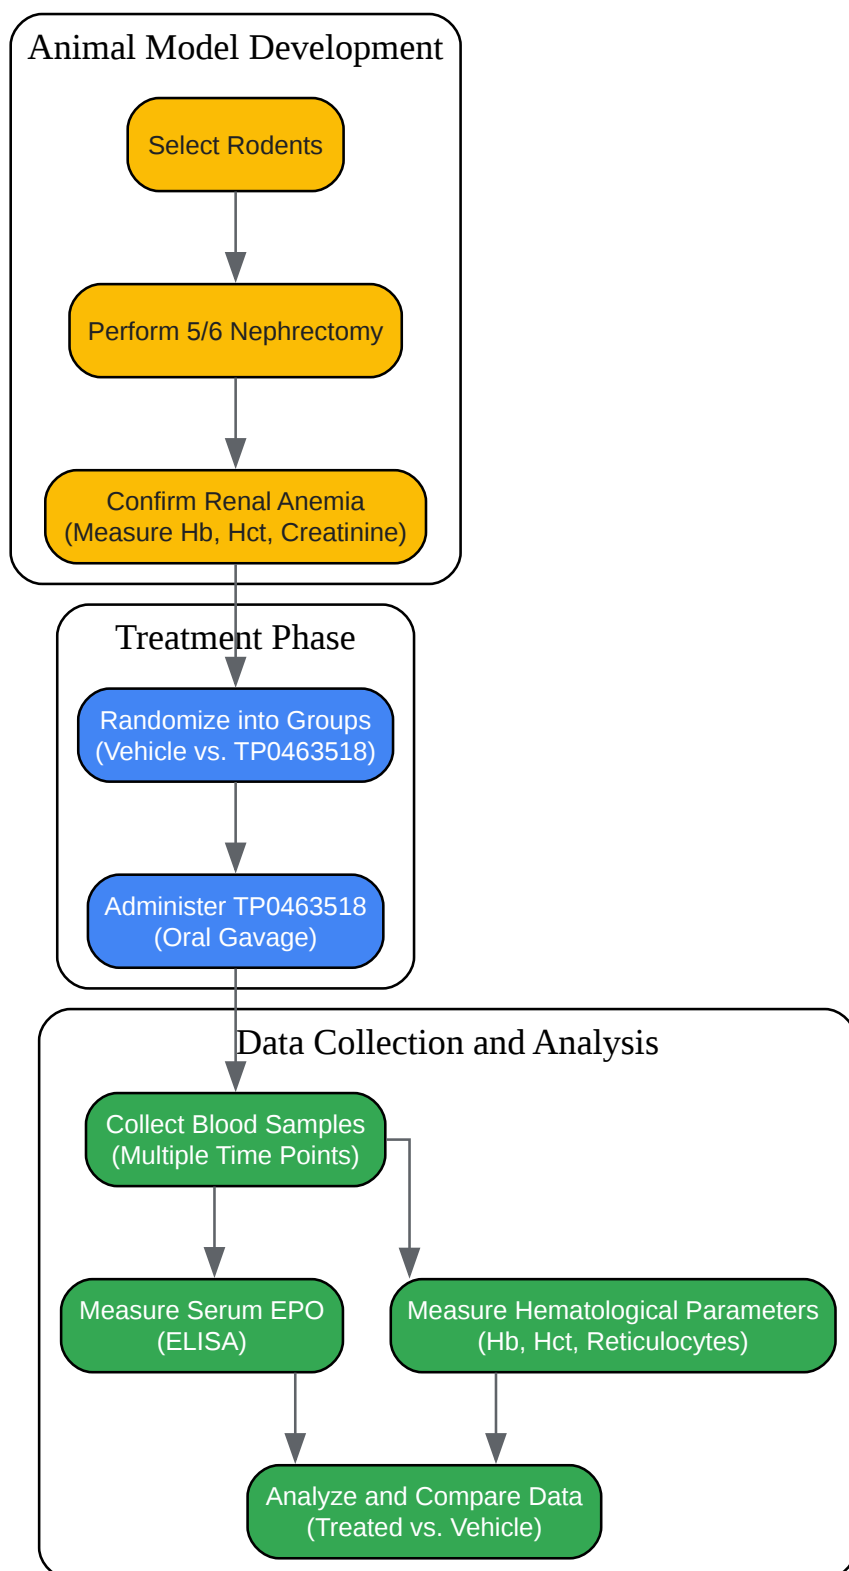 Animal Model Development
Select Rodents
Perform 5/6 Nephrectomy
Confirm Renal Anemia
(Measure Hb, Hct, Creatinine)
Treatment Phase
Randomize into Groups
(Vehicle vs. TP0463518)
Administer TP0463518
(Oral Gavage)
Data Collection and Analysis
Collect Blood Samples
(Multiple Time Points)
Measure Serum EPO
(ELISA)
Measure Hematological Parameters
(Hb, Hct, Reticulocytes)
Analyze and Compare Data
(Treated vs. Vehicle)